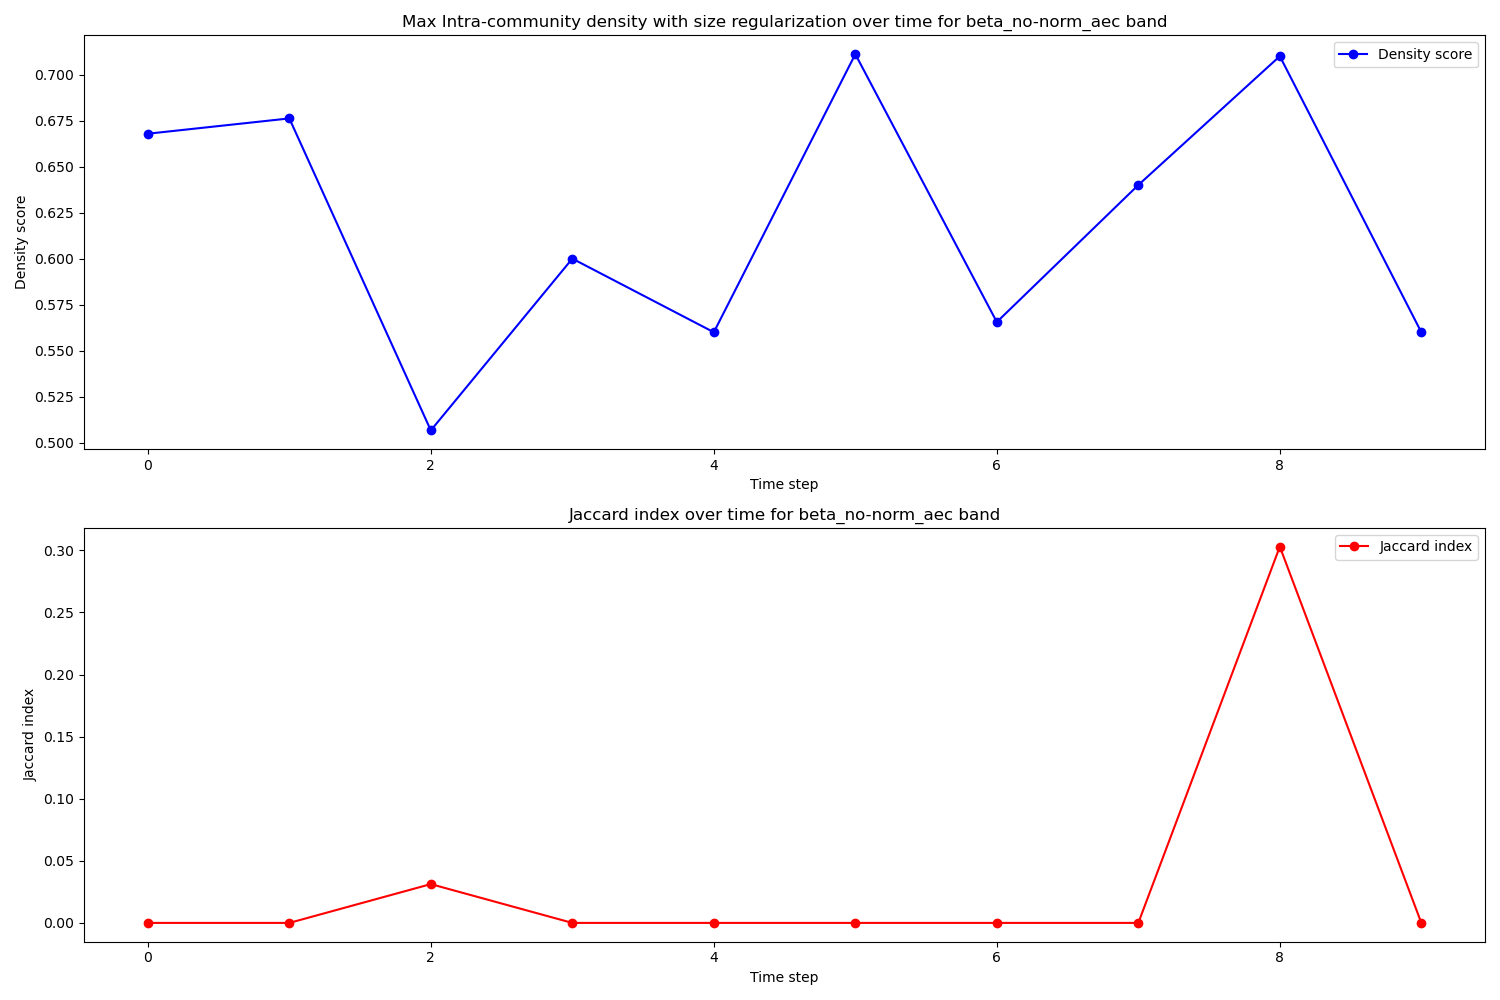 Max Intra-community density with size regularization over time for beta_no-norm_aec band
Density score
0.700
0.675
0.650
0.625
0.600
0.575
0.550
0.525
0.500
Density score
0 2 4 6 8
Time step
Jaccard index over time for beta_no-norm_aec band
Jaccard index
0.30
0.25
0.20
0.15
0.10
0.05
0.00
Jaccard index
0 2 4 6 8
Time step